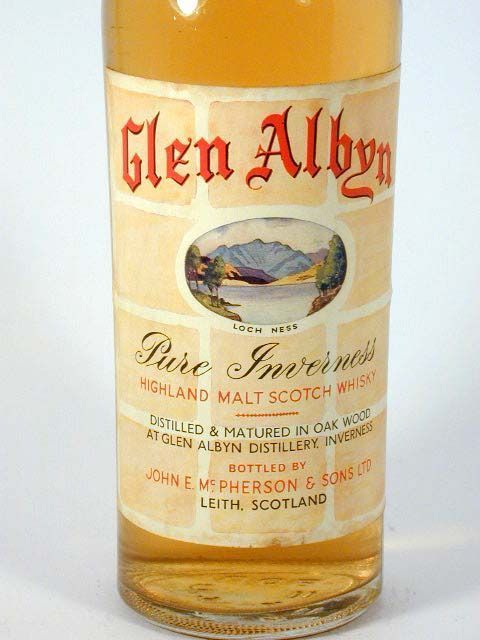 Glen Albyn
LOCH NESS
Pure Inverness
HIGHLAND MALT SCOTCH WHISKY
DISTILLED & MATURED IN OAK WOOD
AT GLEN ALBYN DISTILLERY, INVERNESS
BOTTLED BY
JOHN E. McPHERSON & SONS LTD
LEITH, SCOTLAND